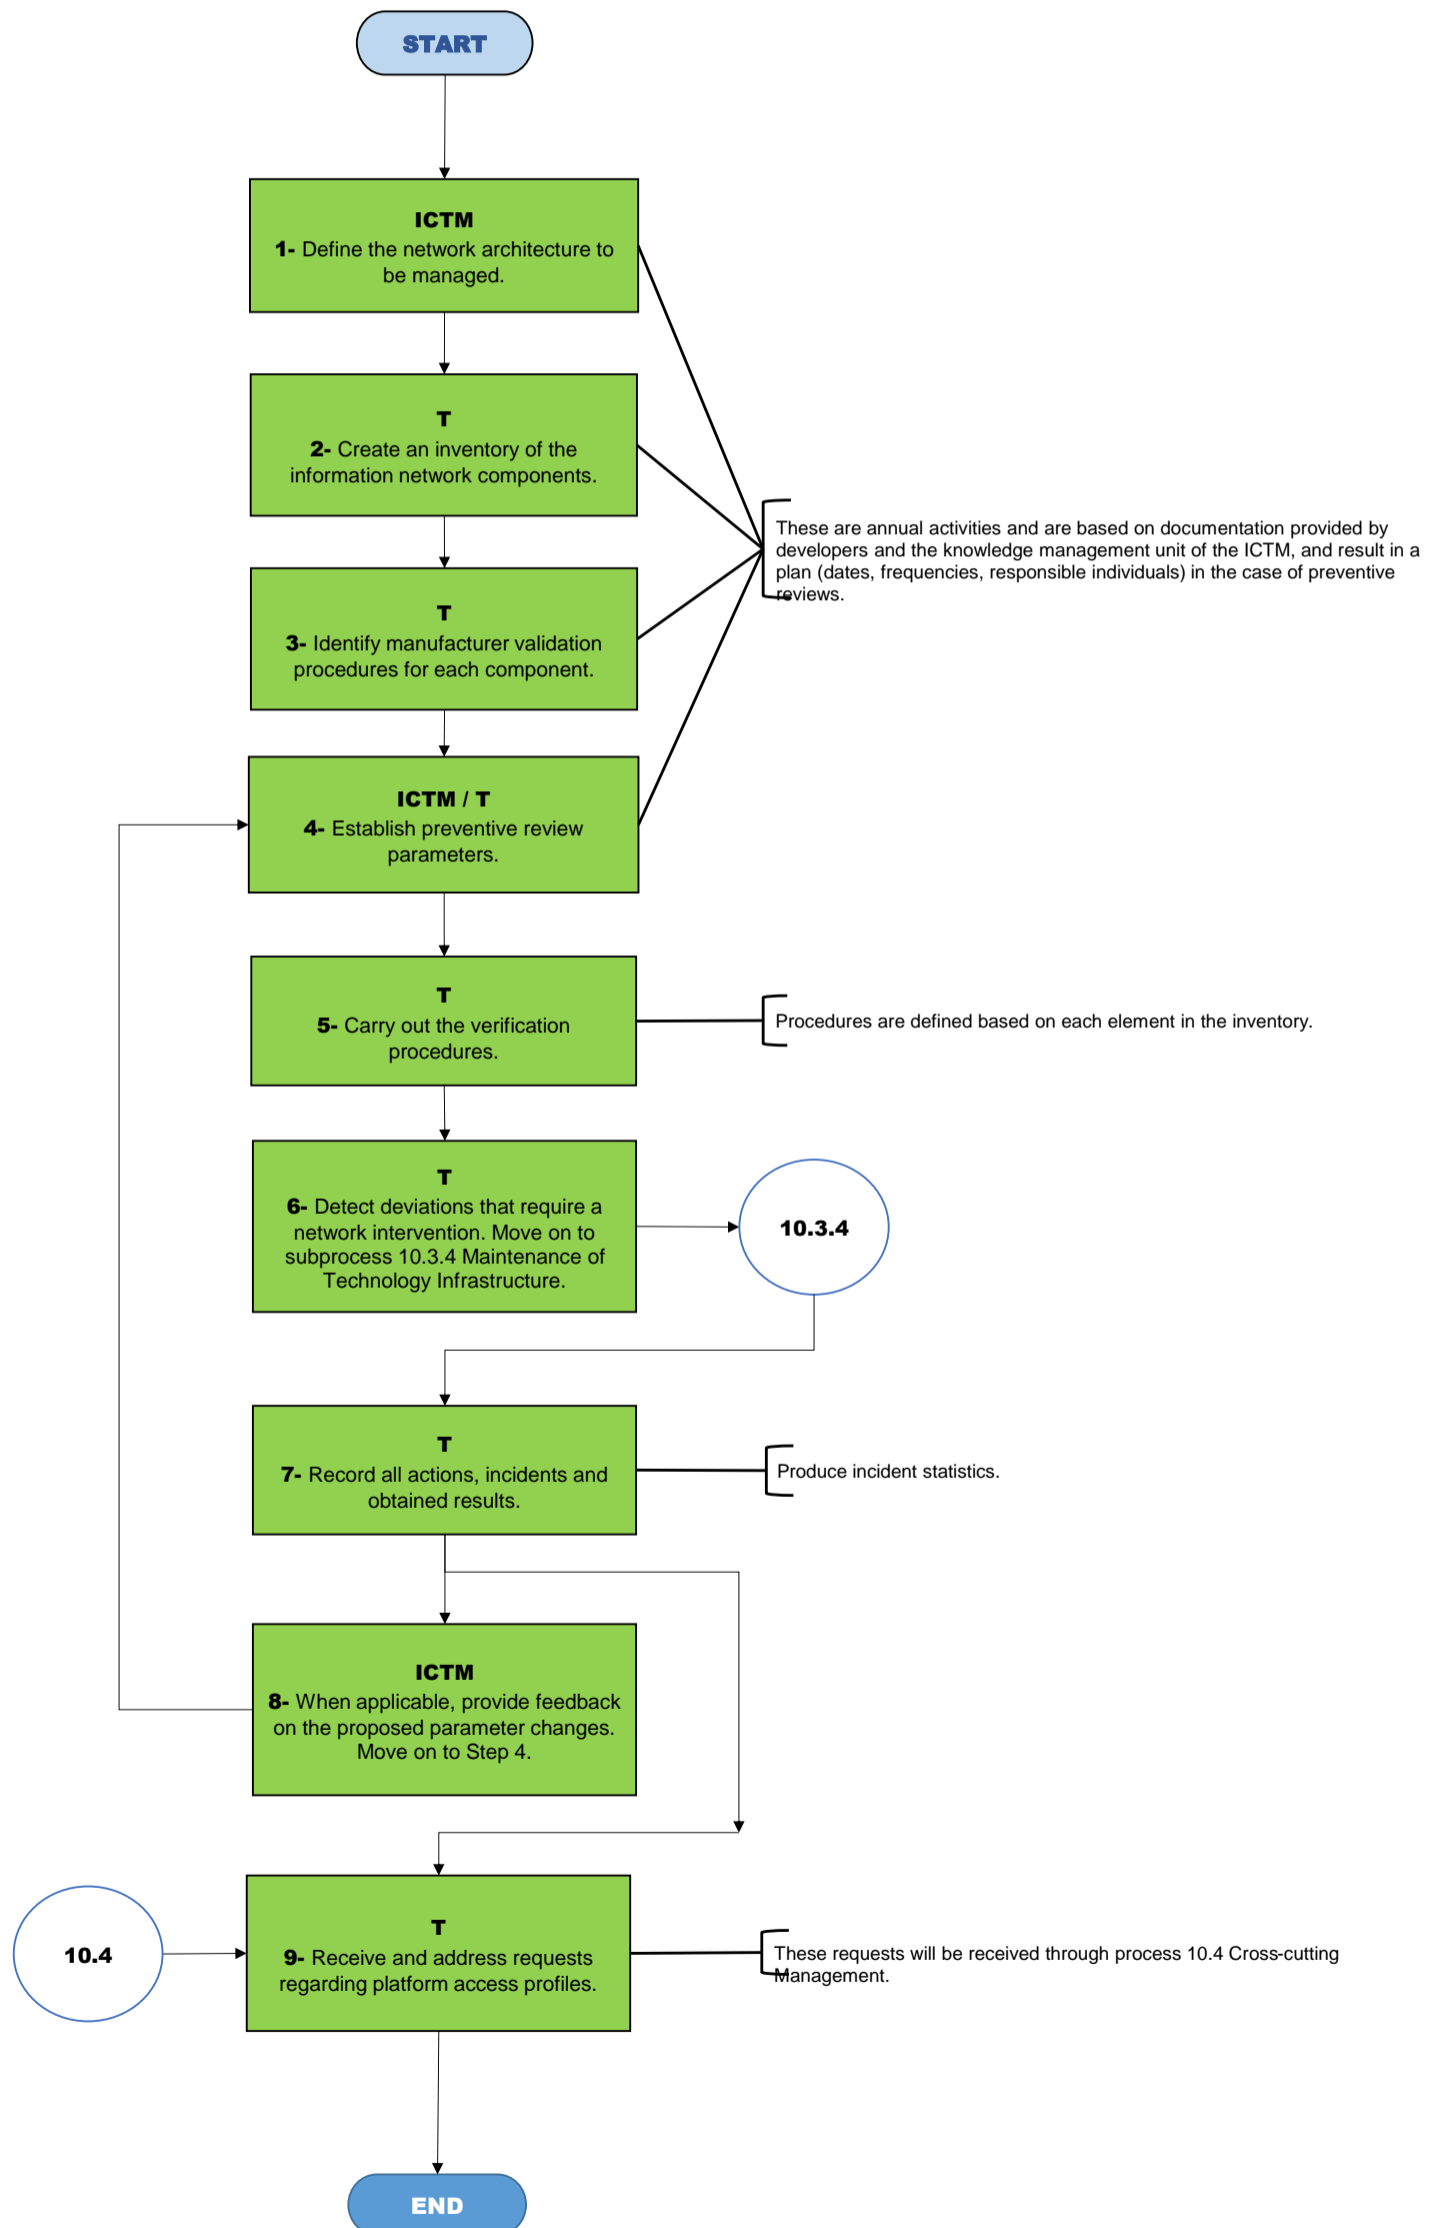 START
ICTM
1- Define the network architecture to
be managed.
T
2- Create an inventory of the
information network components.
These are annual activities and are based on documentation provided by
developers and the knowledge management unit of the ICTM, and result in a
plan (dates, frequencies, responsible individuals) in the case of preventive
reviews.
T
3- Identify manufacturer validation
procedures for each component.
ICTM / T
4- Establish preventive review
parameters.
T
5- Carry out the verification
procedures.
Procedures are defined based on each element in the inventory.
T
6- Detect deviations that require a
network intervention. Move on to
subprocess 10.3.4 Maintenance of
Technology Infrastructure.
10.3.4
T
7- Record all actions, incidents and
obtained results.
Produce incident statistics.
ICTM
8- When applicable, provide feedback
on the proposed parameter changes.
Move on to Step 4.
10.4
T
9- Receive and address requests
regarding platform access profiles.
These requests will be received through process 10.4 Cross-cutting
Management.
END